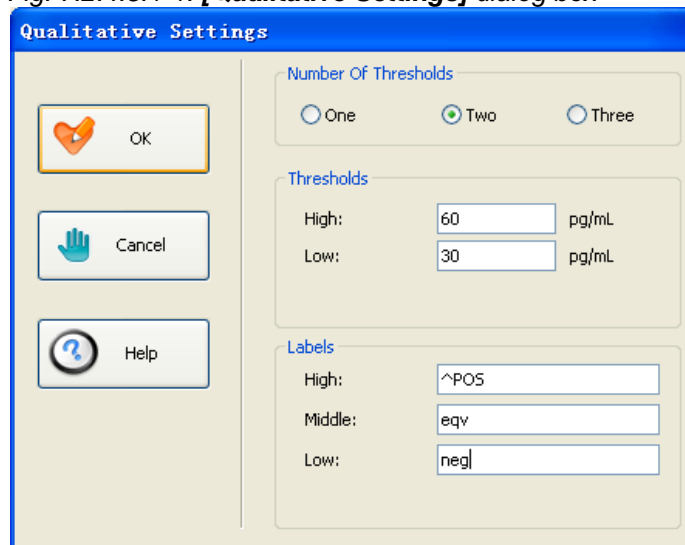 Qualitative Settings
OK
Cancel
Help
Number Of Thresholds
One Two Three
Thresholds
High: 60 pg/mL
Low: 30 pg/mL
Labels
High: ^POS
Middle: eqv
Low: neg